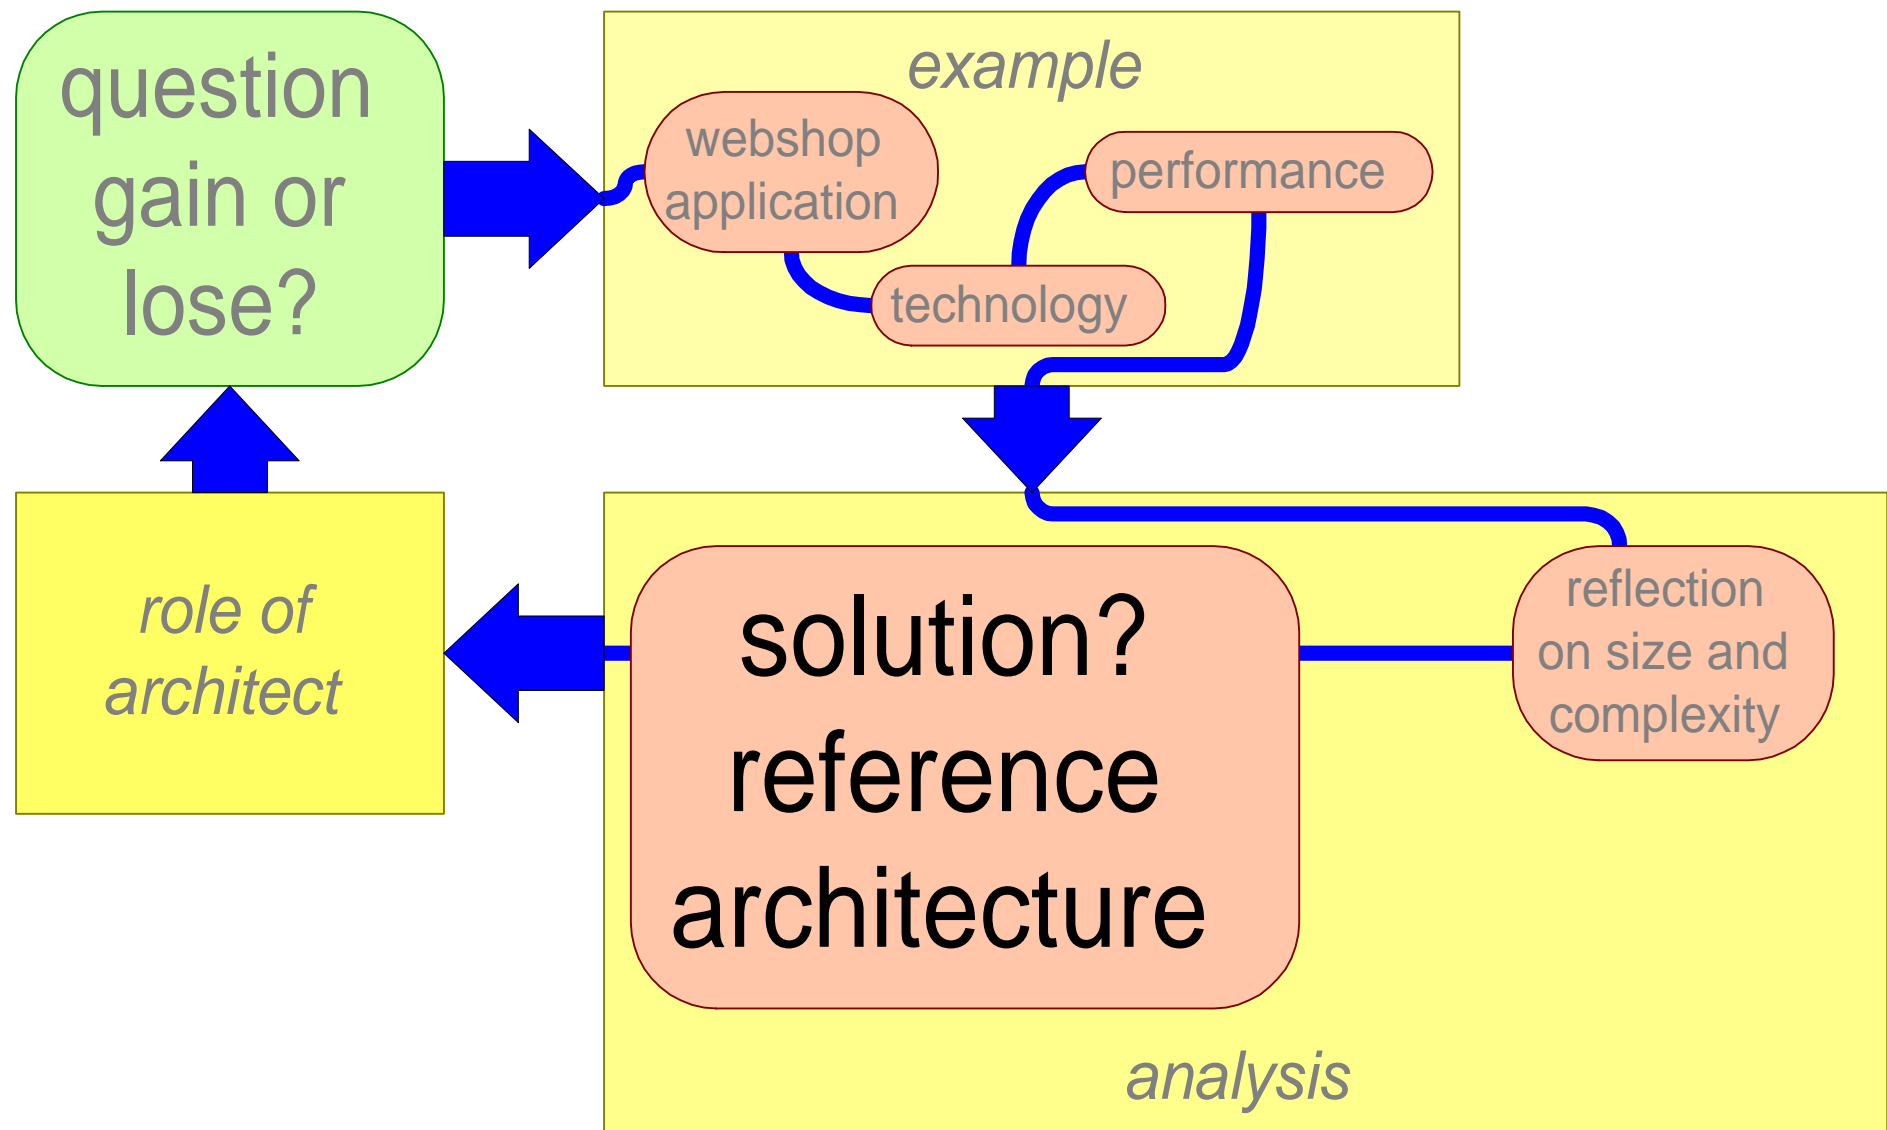 question
gain or
lose?
example
webshop
application
performance
technology
role of
architect
solution?
reference
architecture
reflection
on size and
complexity
analysis